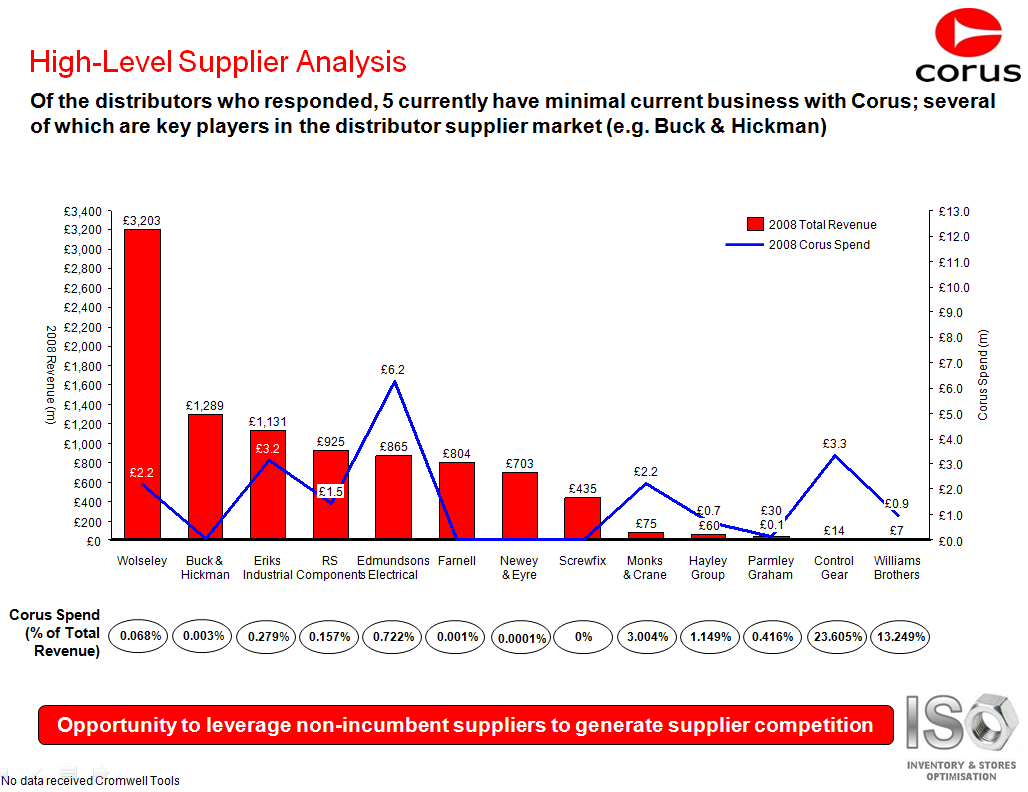 corus
High-Level Supplier Analysis
Of the distributors who responded, 5 currently have minimal current business with Corus; several
of which are key players in the distributor supplier market (e.g. Buck & Hickman)
2008 Total Revenue
2008 Corus Spend
2008 Revenue (m)
£3,400
£3,200
£3,000
£2,800
£2,600
£2,400
£2,200
£2,000
£1,800
£1,600
£1,400
£1,200
£1,000
£800
£600
£400
£200
£0
£3,203
£2.2
£1,289
£1,131
£3.2
£925
£1.5
£6.2
£865
£804
£703
£435
£2.2
£75
£0.7
£60
£30
£0.1
£3.3
£14
£0.9
£7
£13.0
£12.0
£11.0
£10.0
£9.0
£8.0
£7.0
£6.0
£5.0
£4.0
£3.0
£2.0
£1.0
£0.0
Corus Spend (m)
Wolseley
Buck &
Hickman
Eriks
Industrial
RS
Components
Edmundsons
Electrical
Farnell
Newey
& Eyre
Screwfix
Monks
& Crane
Hayley
Group
Parmley
Graham
Control
Gear
Williams
Brothers
Corus Spend
(% of Total
Revenue)
0.068% 0.003% 0.279% 0.157% 0.722% 0.001% 0.0001% 0% 3.004% 1.149% 0.416% 23.605% 13.249%
Opportunity to leverage non-incumbent suppliers to generate supplier competition
ISO
INVENTORY & STORES
OPTIMISATION
No data received Cromwell Tools